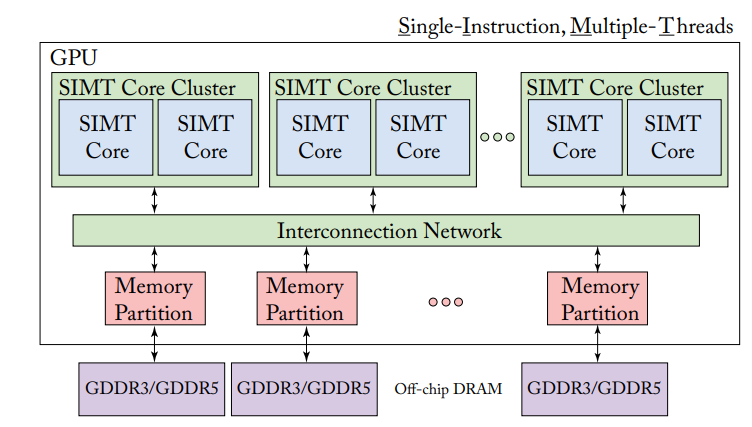 Single-Instruction, Multiple-Threads
GPU
SIMT Core Cluster
SIMT Core Cluster
SIMT Core Cluster
SIMT
Core
SIMT
Core
SIMT
Core
SIMT
Core
SIMT
Core
SIMT
Core
Interconnection Network
Memory
Partition
Memory
Partition
Memory
Partition
GDDR3/GDDR5
GDDR3/GDDR5
Off-chip DRAM
GDDR3/GDDR5